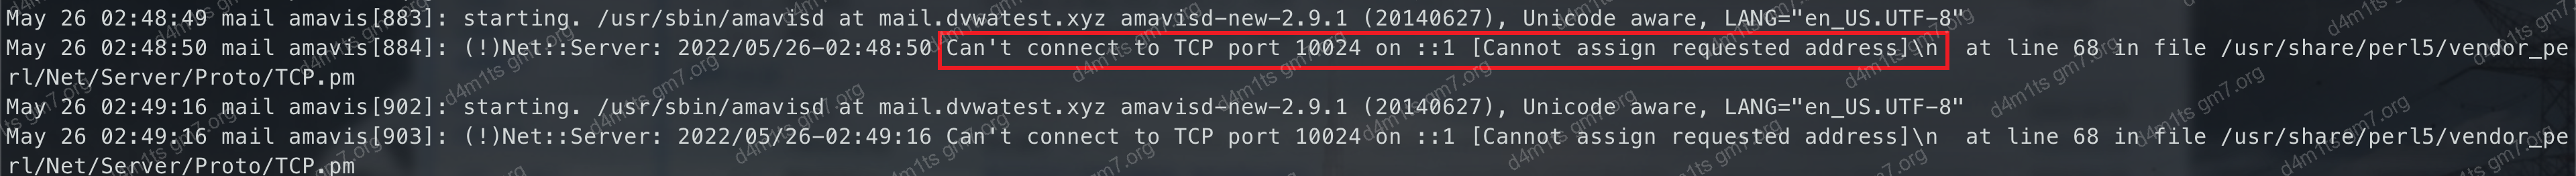 May 26 02:48:49 mail amavis[883]: starting. /usr/sbin/amavisd at mail.dvwatest.xyz amavisd-new-2.9.1 (20140627), Unicode aware, LANG="en_US.UTF-8"
May 26 02:48:50 mail amavis[884]: (!)Net::Server: 2022/05/26-02:48:50 Can't connect to TCP port 10024 on ::1 [Cannot assign requested address]\n  at line 68 in file /usr/share/perl5/vendor_pe
rl/Net/Server/Proto/TCP.pm
May 26 02:49:16 mail amavis[902]: starting. /usr/sbin/amavisd at mail.dvwatest.xyz amavisd-new-2.9.1 (20140627), Unicode aware, LANG="en_US.UTF-8"
May 26 02:49:16 mail amavis[903]: (!)Net::Server: 2022/05/26-02:49:16 Can't connect to TCP port 10024 on ::1 [Cannot assign requested address]\n  at line 68 in file /usr/share/perl5/vendor_pe
rl/Net/Server/Proto/TCP.pm
d4m1ts gm7.org